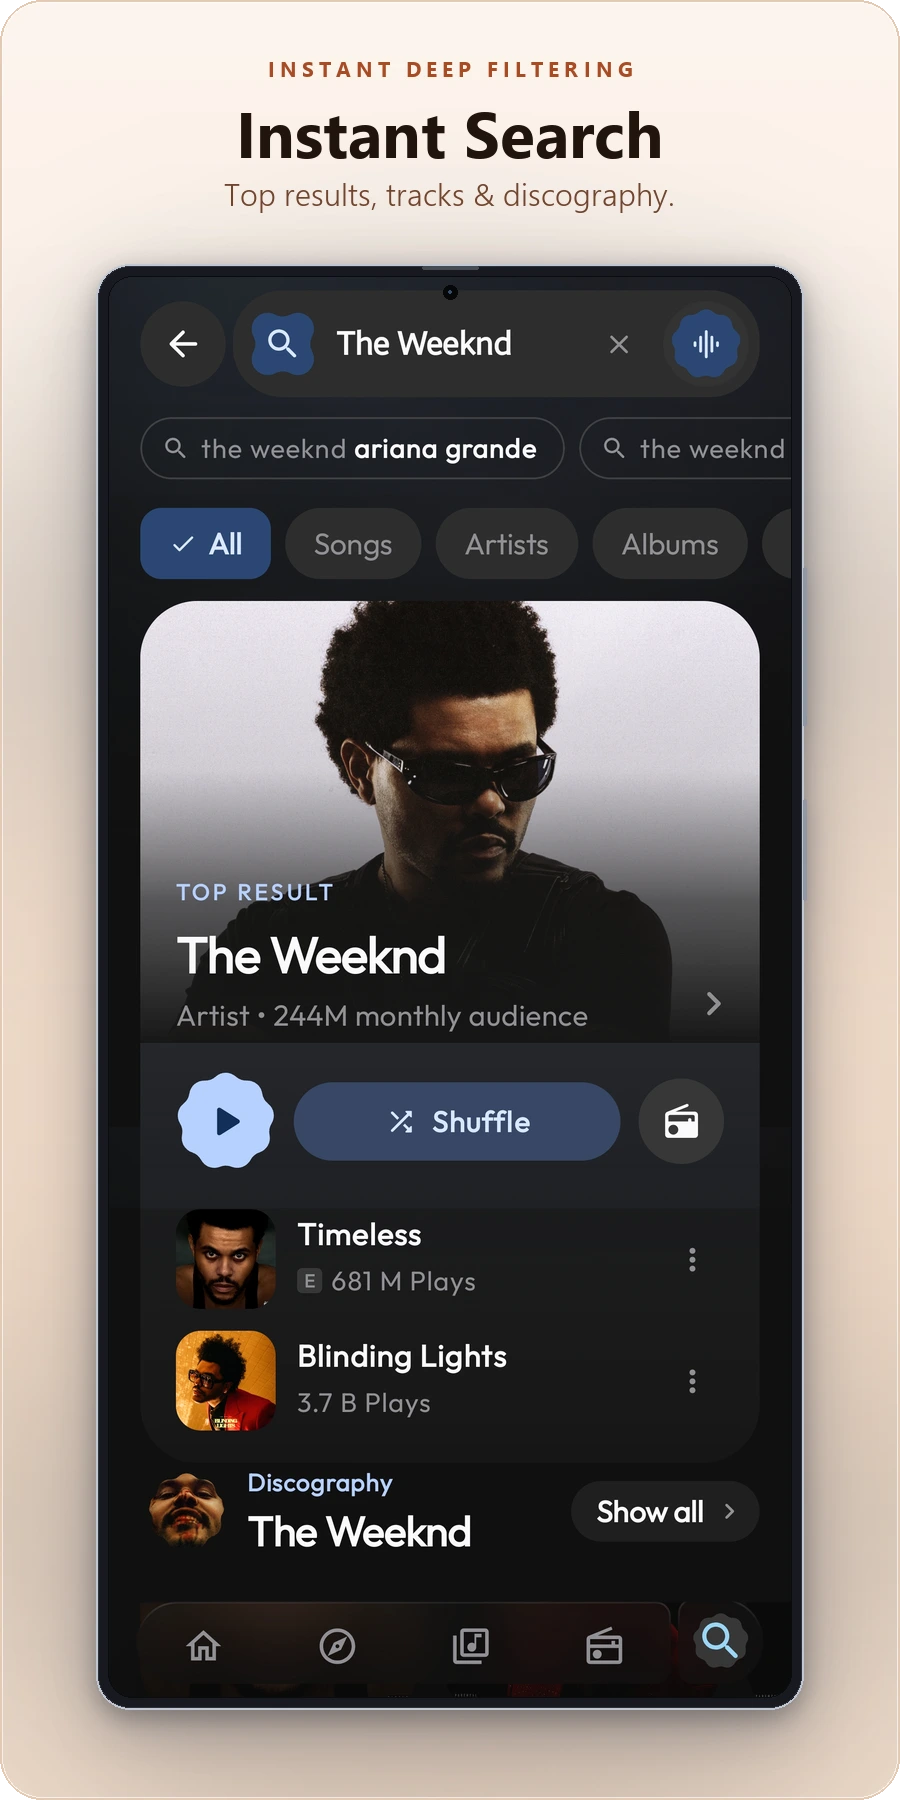 INSTANT DEEP FILTERING
Instant Search
Top results, tracks & discography.
The Weeknd
the weeknd ariana grande
the weeknd
All
Songs
Artists
Albums
TOP RESULT
The Weeknd
Artist • 244M monthly audience
Shuffle
Timeless
E 681 M Plays
Blinding Lights
3.7 B Plays
Discography
The Weeknd
Show all